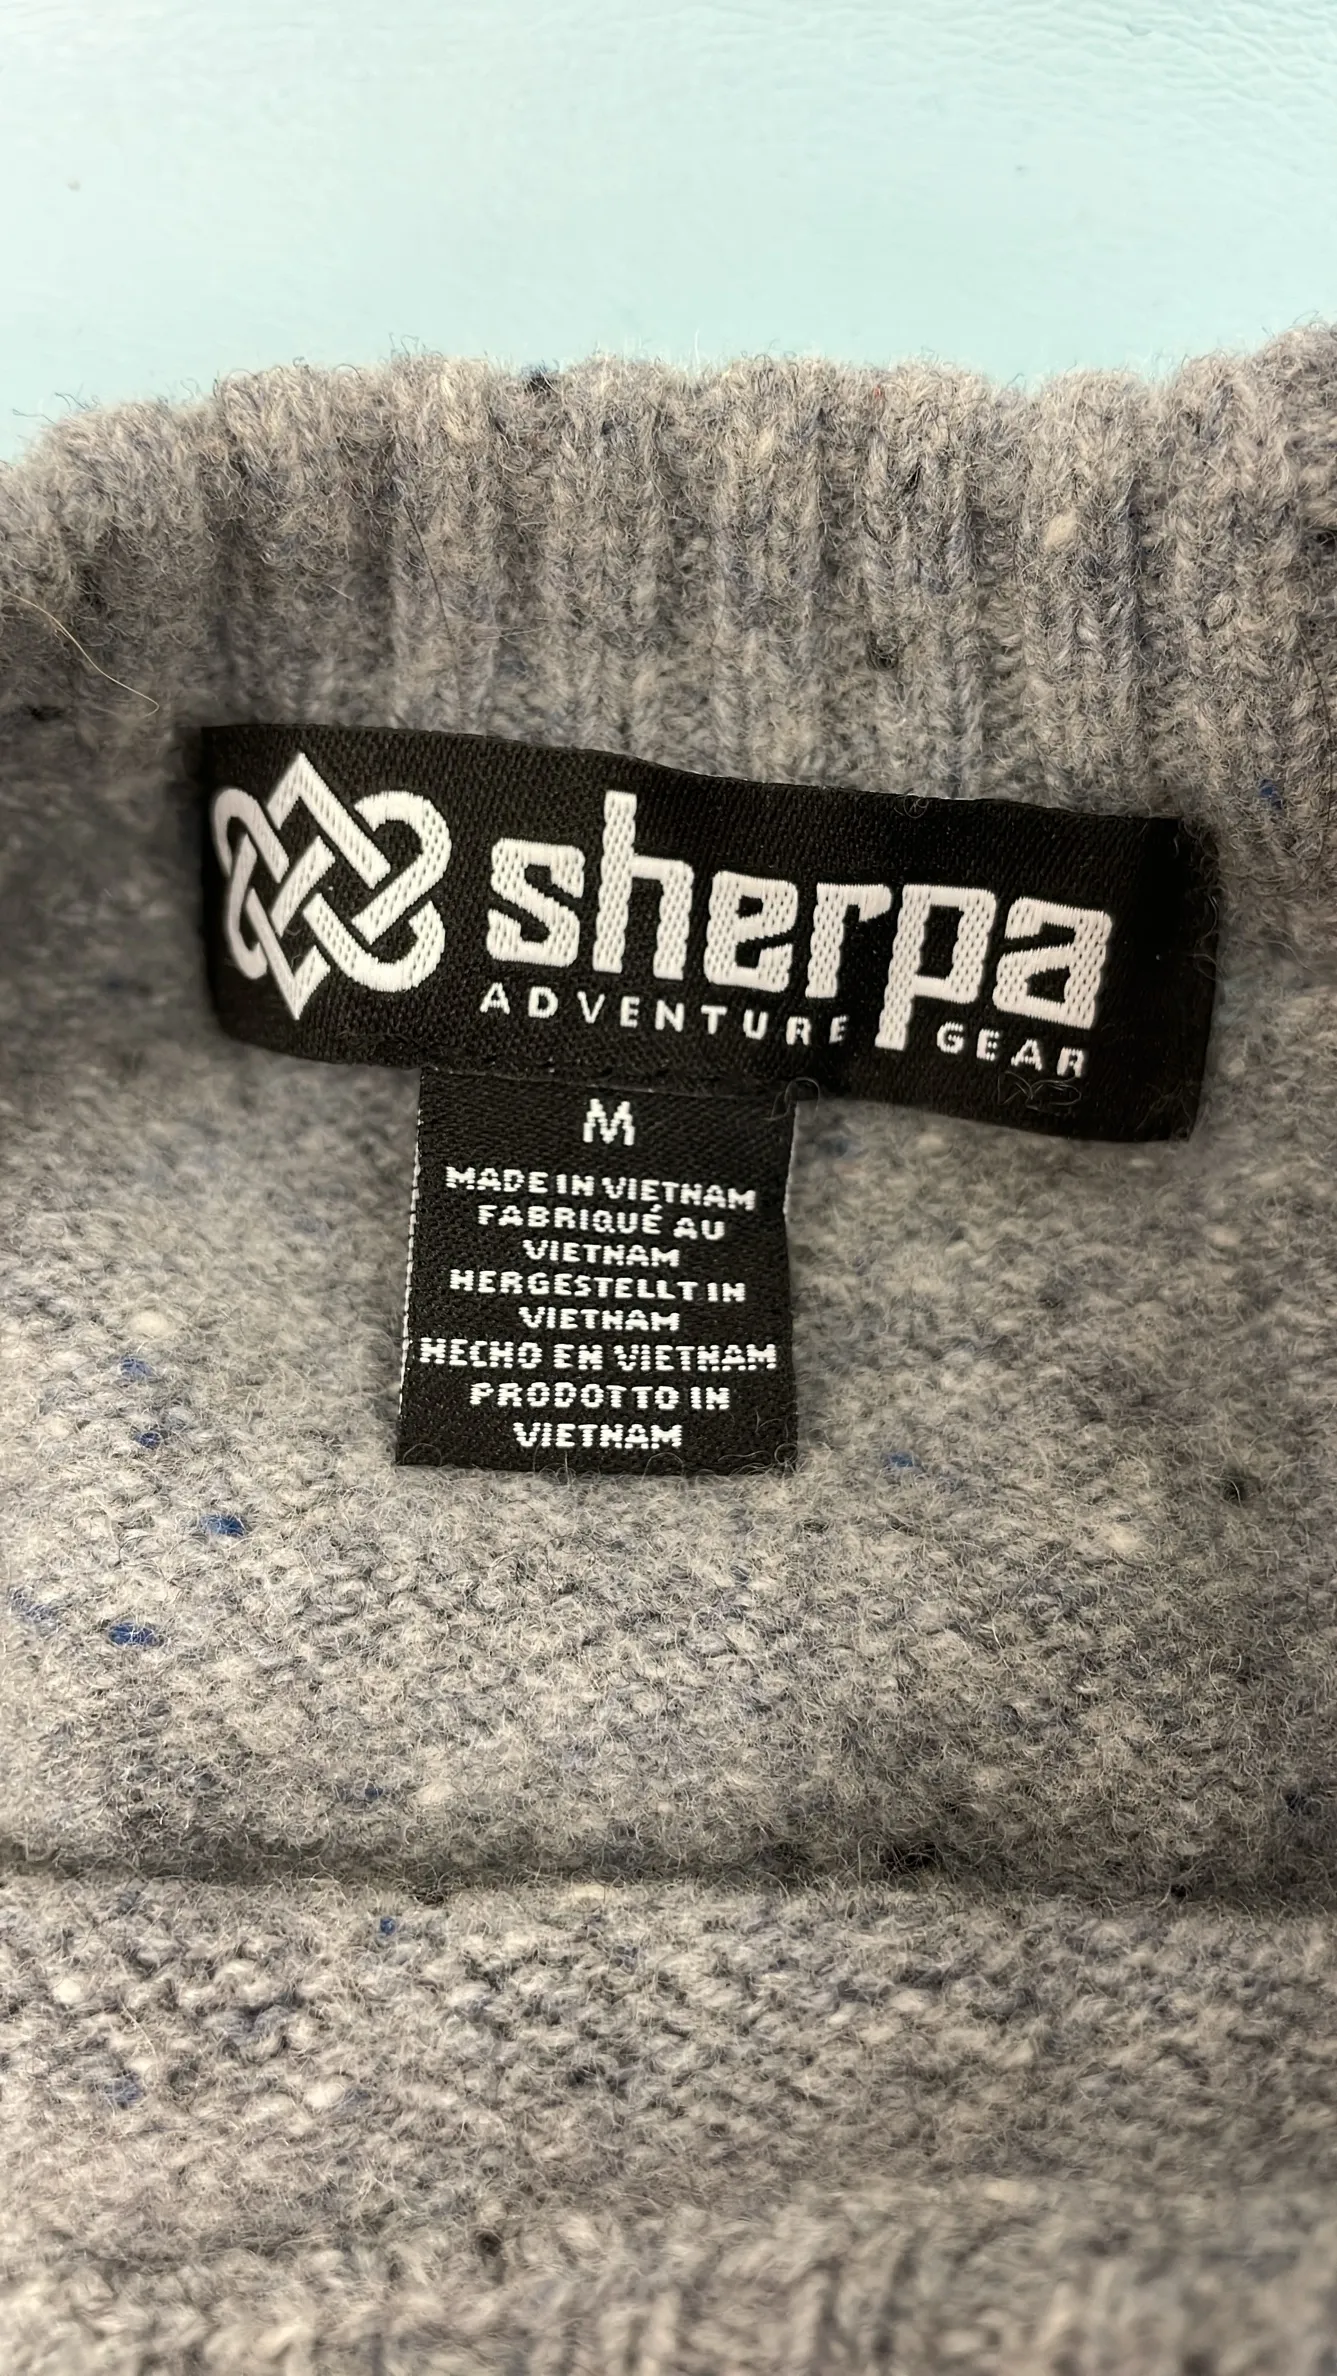 sherpa
ADVENTURE GEAR
M
MADE IN VIETNAM
FABRIQUÉ AU
VIETNAM
HERGESTELLT IN
VIETNAM
HECHO EN VIETNAM
PRODOTTO IN
VIETNAM